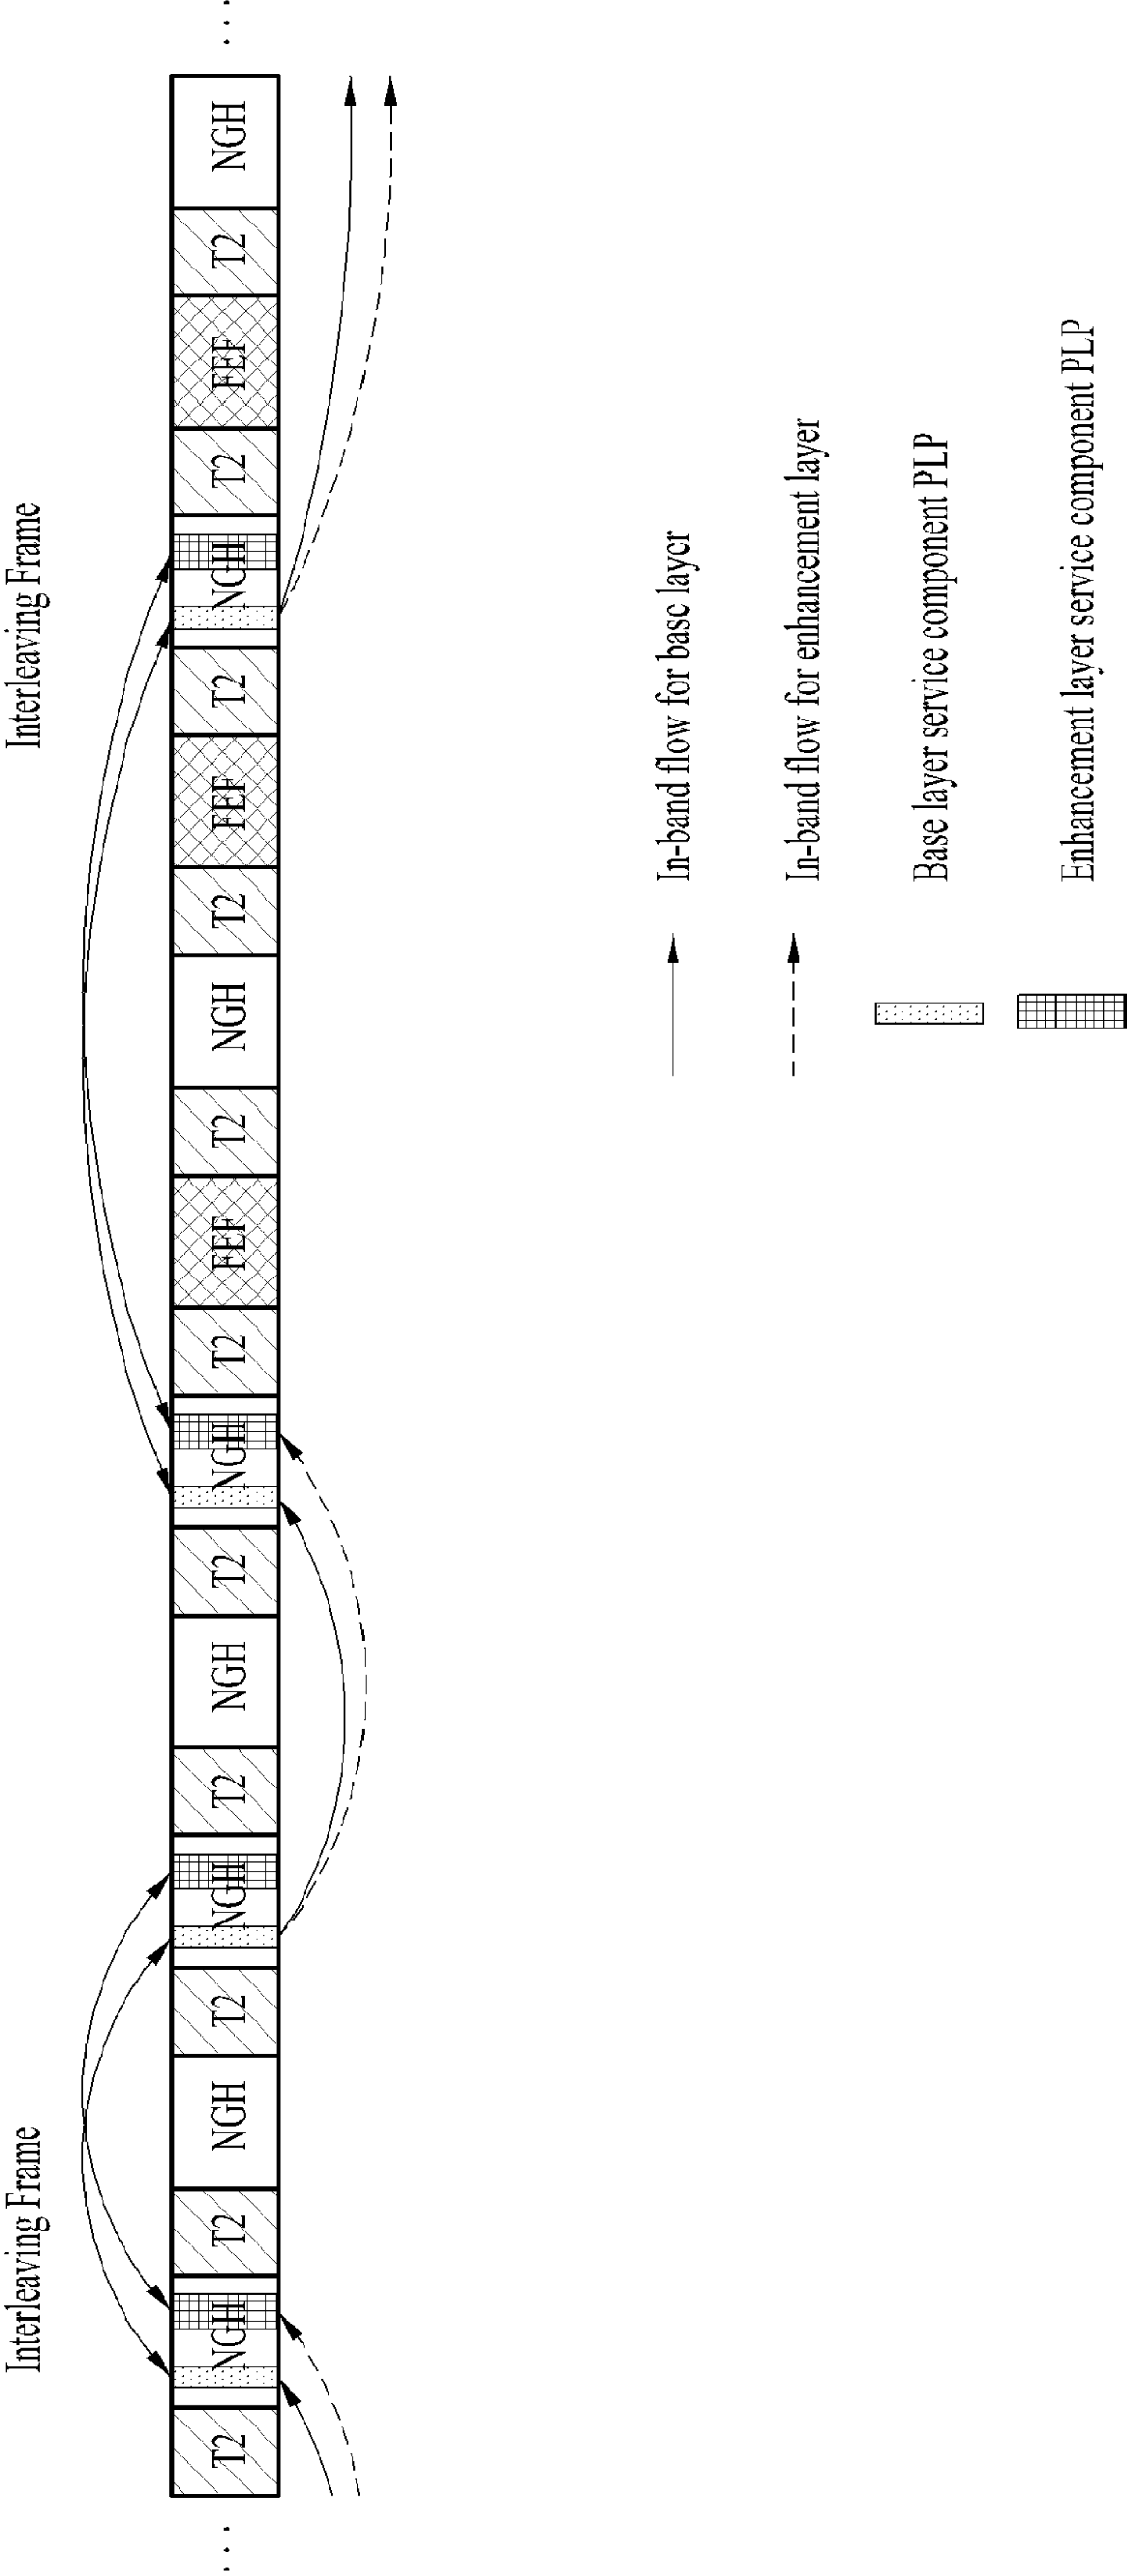 Interleaving Frame
Interleaving Frame
... T2 NGH T2 NGH T2 NGH T2 NGH T2 NGH T2 FEF T2 NGH T2 FEF T2 NGH T2 FEF T2 NGH ...
In-band flow for base layer
In-band flow for enhancement layer
Base layer service component PLP
Enhancement layer service component PLP